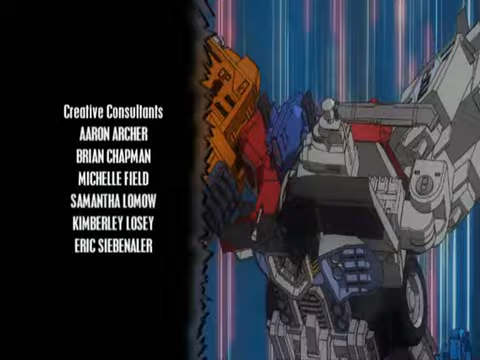 Creative Consultants
AARON ARCHER
BRIAN CHAPMAN
MICHELLE FIELD
SAMANTHA LOMOW
KIMBERLEY LOSEY
ERIC SIEBENALER